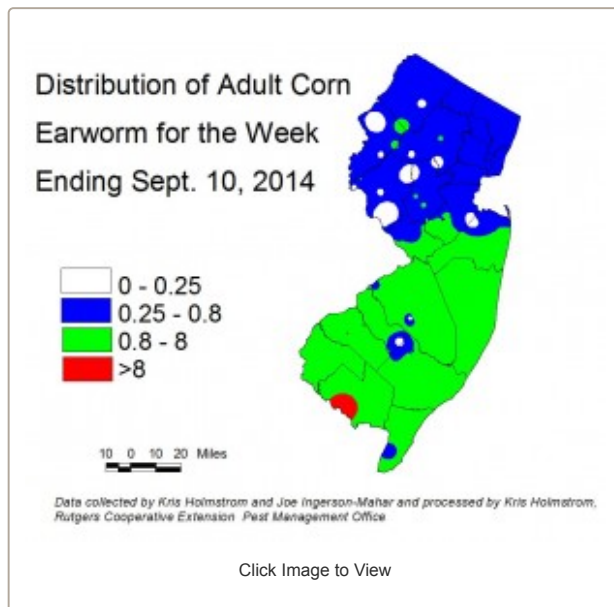 Distribution of Adult Corn
Earworm for the Week
Ending Sept. 10, 2014
0 - 0.25
0.25 - 0.8
0.8 - 8
>8
10 0 10 20 Miles
Data collected by Kris Holmstrom and Joe Ingerson-Mahar and processed by Kris Holmstrom,
Rutgers Cooperative Extension Pest Management Office
Click Image to View